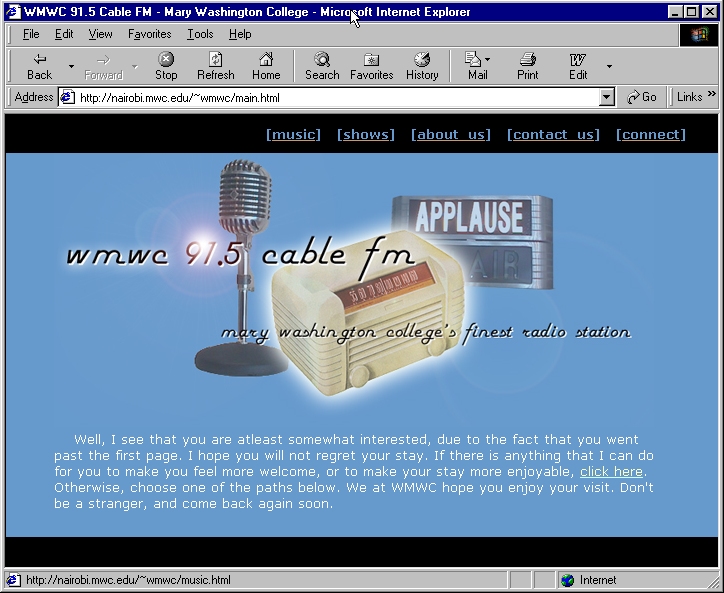 WMWC 91.5 Cable FM - Mary Washington College - Microsoft Internet Explorer
File Edit View Favorites Tools Help
Back Forward Stop Refresh Home Search Favorites History Mail Print Edit
Address http://nairobi.mwc.edu/~wmwc/main.html Go Links »
[music] [shows] [about us] [contact us] [connect]
APPLAUSE
AIR
wmwc 91.5 cable fm
mary washington college's finest radio station
Well, I see that you are atleast somewhat interested, due to the fact that you went
past the first page. I hope you will not regret your stay. If there is anything that I can do
for you to make you feel more welcome, or to make your stay more enjoyable, click here.
Otherwise, choose one of the paths below. We at WMWC hope you enjoy your visit. Don't
be a stranger, and come back again soon.
http://nairobi.mwc.edu/~wmwc/music.html Internet